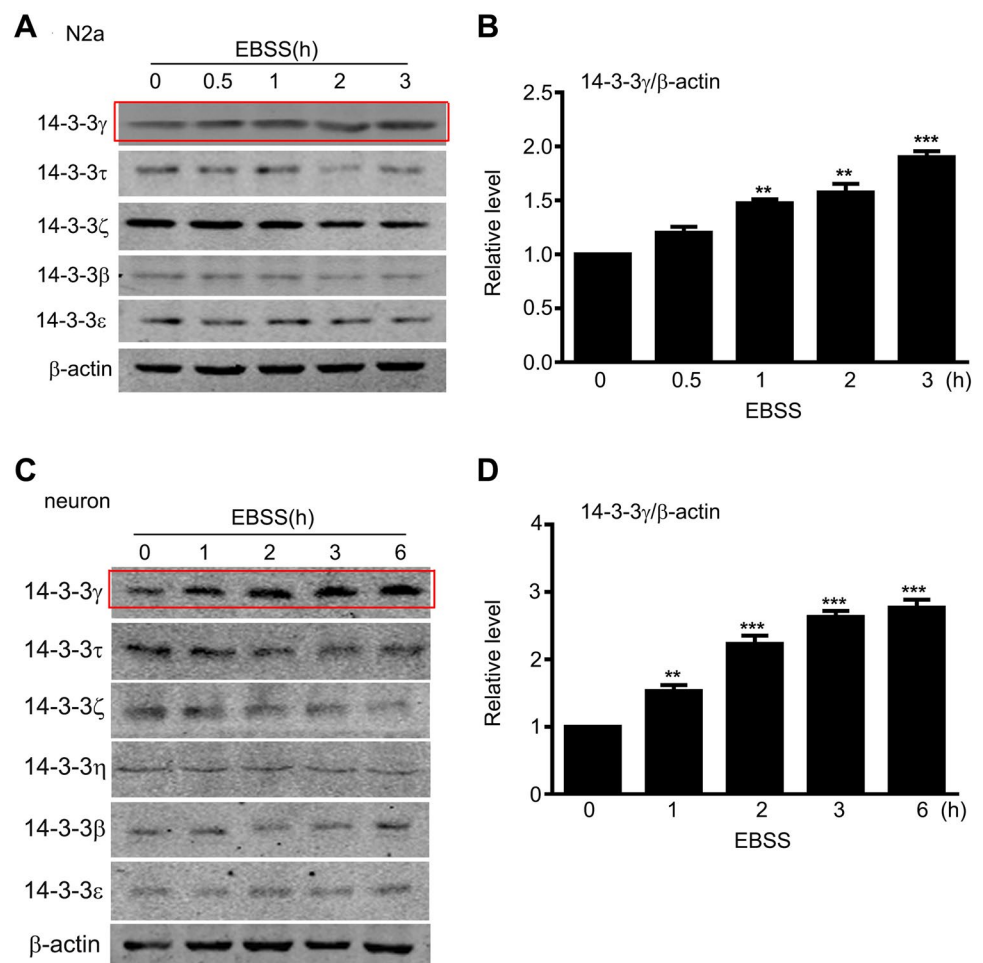 A
N2a
EBSS(h)
0 0.5 1 2 3
14-3-3γ
14-3-3τ
14-3-3ζ
14-3-3β
14-3-3ε
β-actin
B
14-3-3γ/β-actin
Relative level
2.5
2.0
1.5
1.0
0.5
0.0
** ** ***
0 0.5 1 2 3 (h)
EBSS
C
neuron
EBSS(h)
0 1 2 3 6
14-3-3γ
14-3-3τ
14-3-3ζ
14-3-3η
14-3-3β
14-3-3ε
β-actin
D
14-3-3γ/β-actin
Relative level
4
3
2
1
0
** *** *** ***
0 1 2 3 6 (h)
EBSS